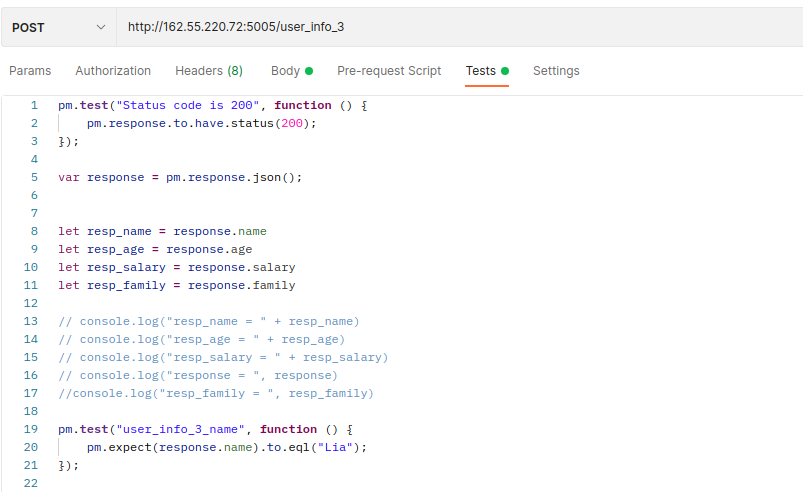 POST http://162.55.220.72:5005/user_info_3
Params Authorization Headers (8) Body Pre-request Script Tests Settings
1 pm.test("Status code is 200", function () {
2     pm.response.to.have.status(200);
3 });
4
5 var response = pm.response.json();
6
7
8 let resp_name = response.name
9 let resp_age = response.age
10 let resp_salary = response.salary
11 let resp_family = response.family
12
13 // console.log("resp_name = " + resp_name)
14 // console.log("resp_age = " + resp_age)
15 // console.log("resp_salary = " + resp_salary)
16 // console.log("response = ", response)
17 //console.log("resp_family = ", resp_family)
18
19 pm.test("user_info_3_name", function () {
20     pm.expect(response.name).to.eql("Lia");
21 });
22